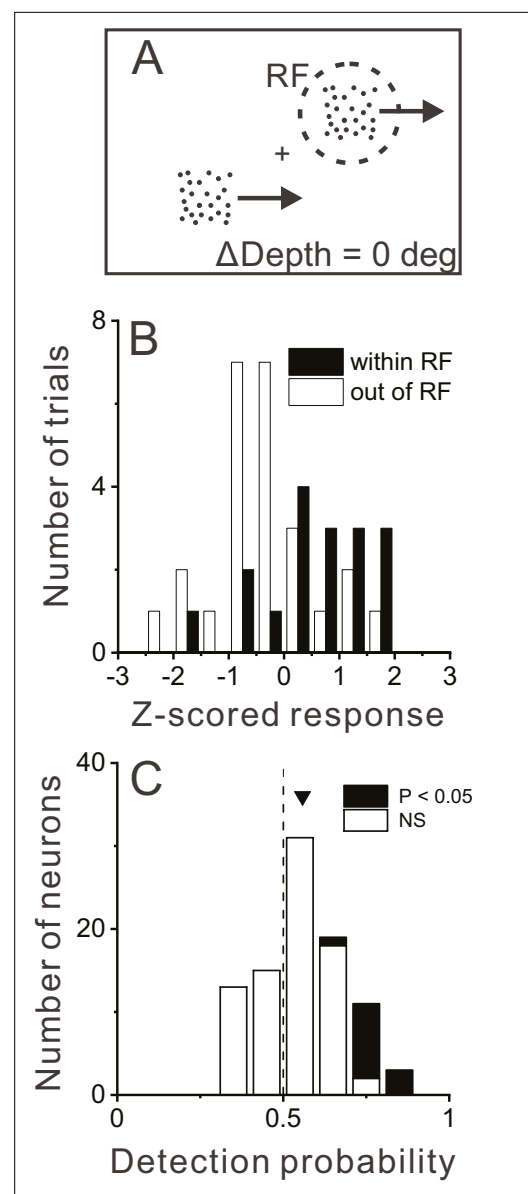 A
RF
+
ΔDepth = 0 deg
B
8
4
0
Number of trials
within RF
out of RF
-3 -2 -1 0 1 2 3
Z-scored response
C
40
20
0
Number of neurons
P < 0.05
NS
0 0.5 1
Detection probability